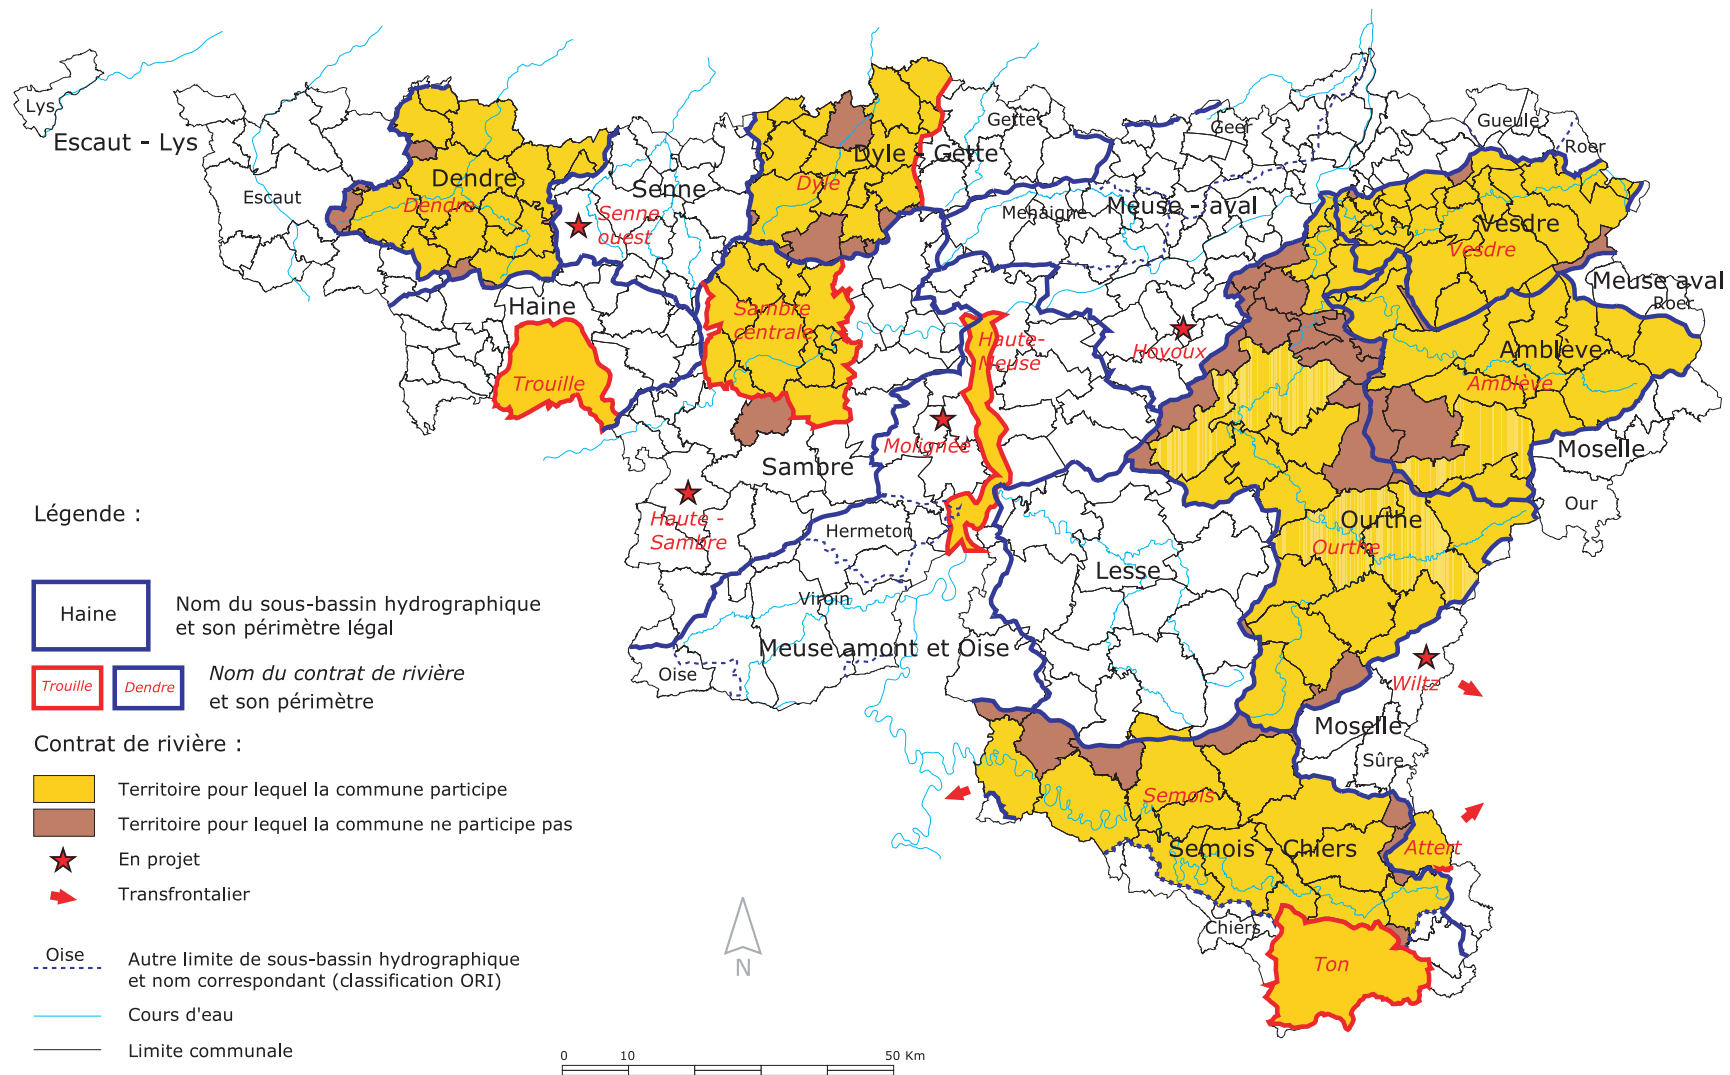 Lys
Escaut - Lys
Escaut
Dendre
Dendre
Senne
Senne
ouest
Dyle - Gette
Dyle
Gette
Geer
Gueule
Roer
Mehaigne
Meuse - aval
Vesdre
Vesdre
Meuse aval
Roer
Haine
Trouille
Sambre
centrale
Haute-
Meuse
Hoyoux
Amblève
Amblève
Molignée
Sambre
Haute -
Sambre
Hermeton
Moselle
Our
Ourthe
Ourthe
Lesse
Viroin
Meuse amont et Oise
Oise
Wiltz
Moselle
Sûre
Semois
Semois - Chiers
Attert
Chiers
Ton
Légende :
Haine
Nom du sous-bassin hydrographique
et son périmètre légal
Trouille
Dendre
Nom du contrat de rivière
et son périmètre
Contrat de rivière :
Territoire pour lequel la commune participe
Territoire pour lequel la commune ne participe pas
En projet
Transfrontalier
Oise
Autre limite de sous-bassin hydrographique
et nom correspondant (classification ORI)
Cours d'eau
Limite communale
N
0 10 50 Km